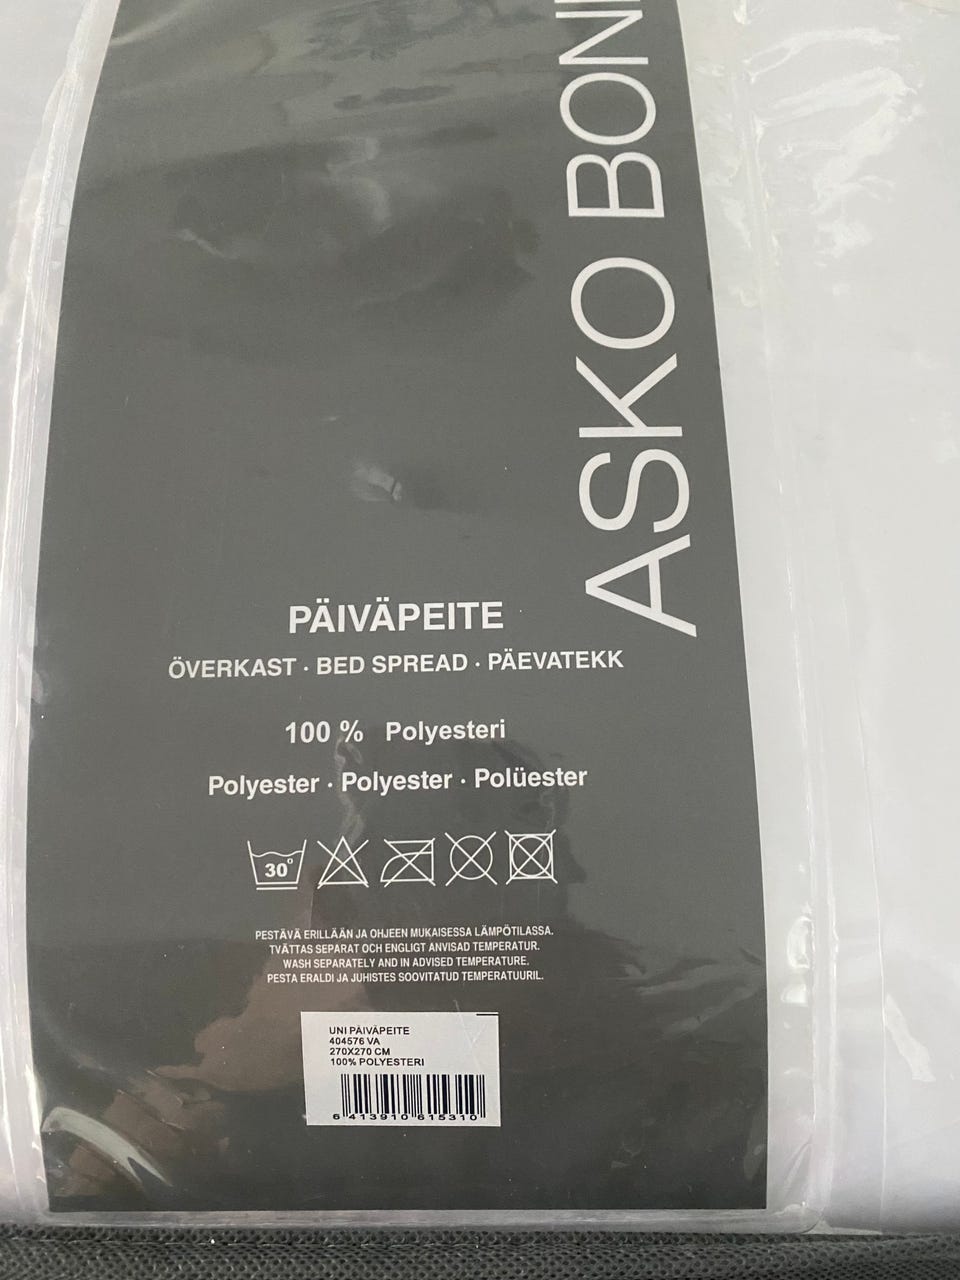 ASKO BONI
PÄIVÄPEITE
ÖVERKAST · BED SPREAD · PÄEVATEKK
100 % Polyesteri
Polyester · Polyester · Polüester
30°
PESTÄVÄ ERILLÄÄN JA OHJEEN MUKAISESSA LÄMPÖTILASSA.
TVÄTTAS SEPARAT OCH ENGLIGT ANVISAD TEMPERATUR.
WASH SEPARATELY AND IN ADVISED TEMPERATURE.
PESTA ERALDI JA JUHISTES SOOVITATUD TEMPERATUURIL.
UNI PÄIVÄPEITE
404576 VA
270X270 CM
100% POLYESTERI
6 413910 615310